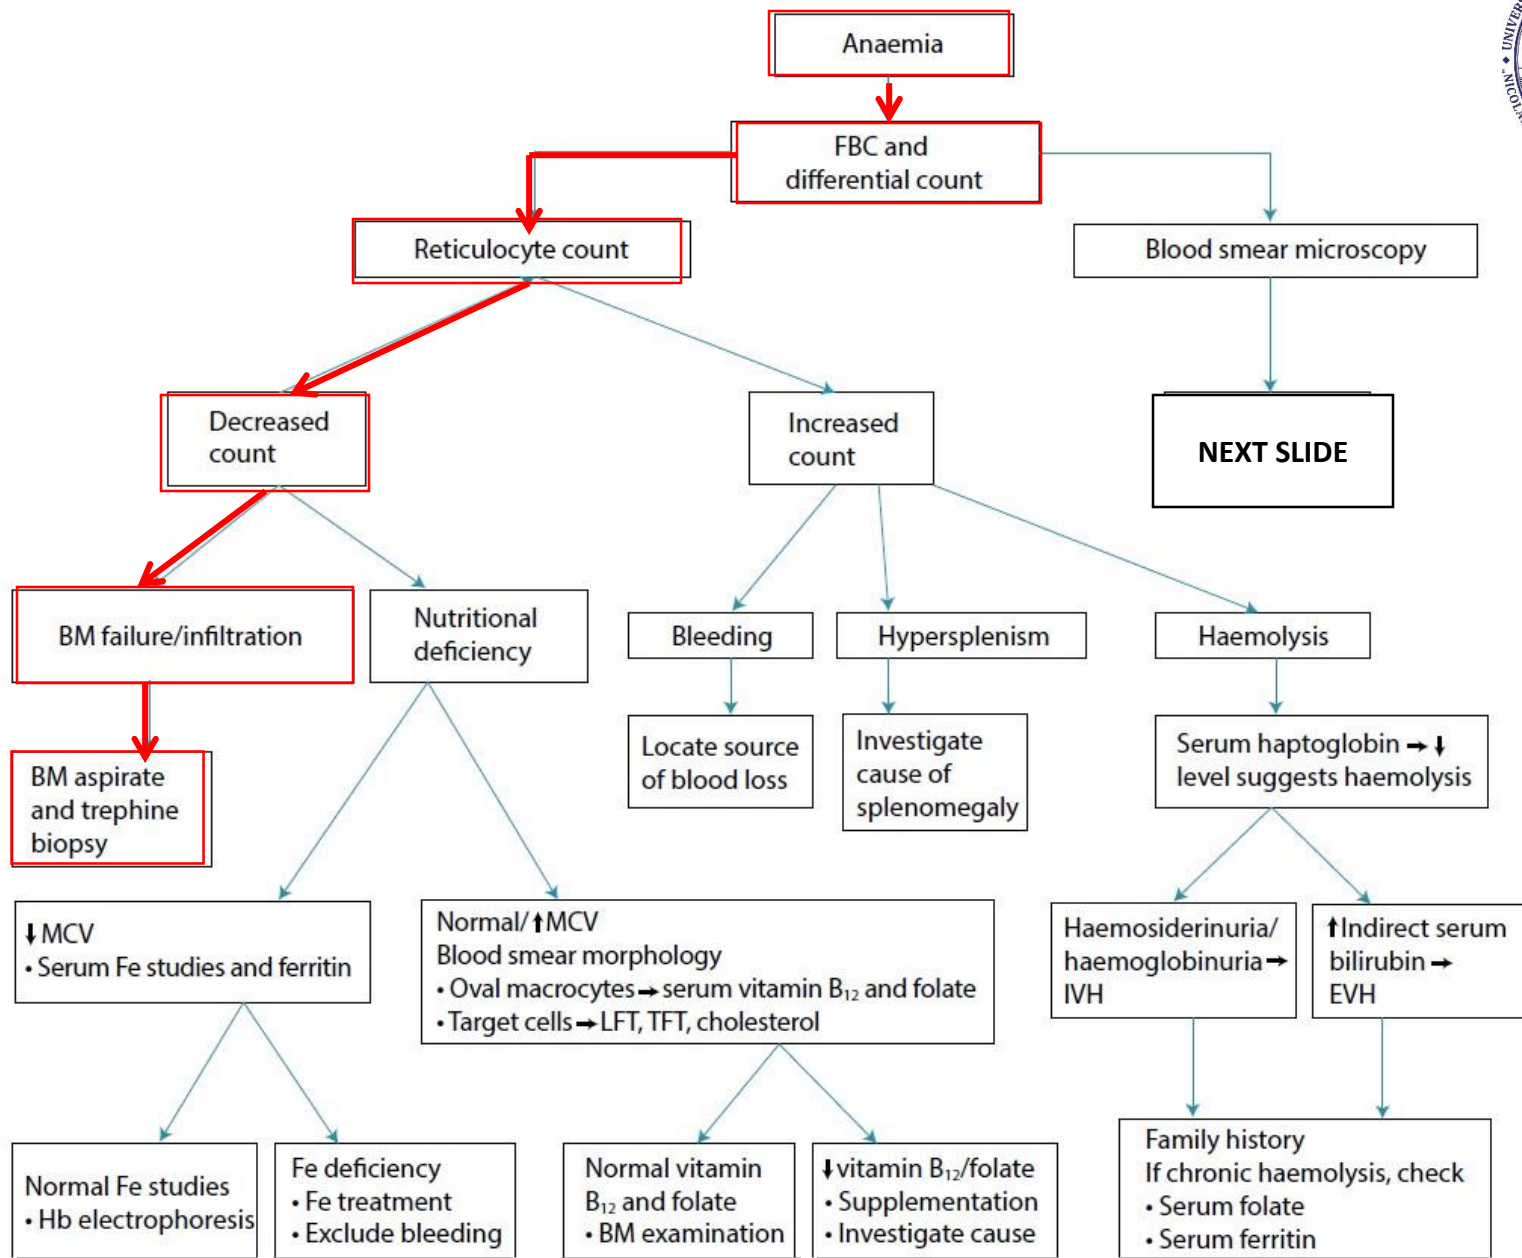 Anaemia
UNIVERS
"NICOLA
FBC and
differential count
Reticulocyte count
Blood smear microscopy
Decreased
count
Increased
count
NEXT SLIDE
BM failure/infiltration
Nutritional
deficiency
Bleeding
Hypersplenism
Haemolysis
BM aspirate
and trephine
biopsy
Locate source
of blood loss
Investigate
cause of
splenomegaly
Serum haptoglobin → ↓
level suggests haemolysis
↓ MCV
• Serum Fe studies and ferritin
Normal/ ↑ MCV
Blood smear morphology
• Oval macrocytes → serum vitamin B₁₂ and folate
• Target cells → LFT, TFT, cholesterol
Haemosiderinuria/
haemoglobinuria →
IVH
↑ Indirect serum
bilirubin →
EVH
Normal Fe studies
• Hb electrophoresis
Fe deficiency
• Fe treatment
• Exclude bleeding
Normal vitamin
B₁₂ and folate
• BM examination
↓ vitamin B₁₂/folate
• Supplementation
• Investigate cause
Family history
If chronic haemolysis, check
• Serum folate
• Serum ferritin